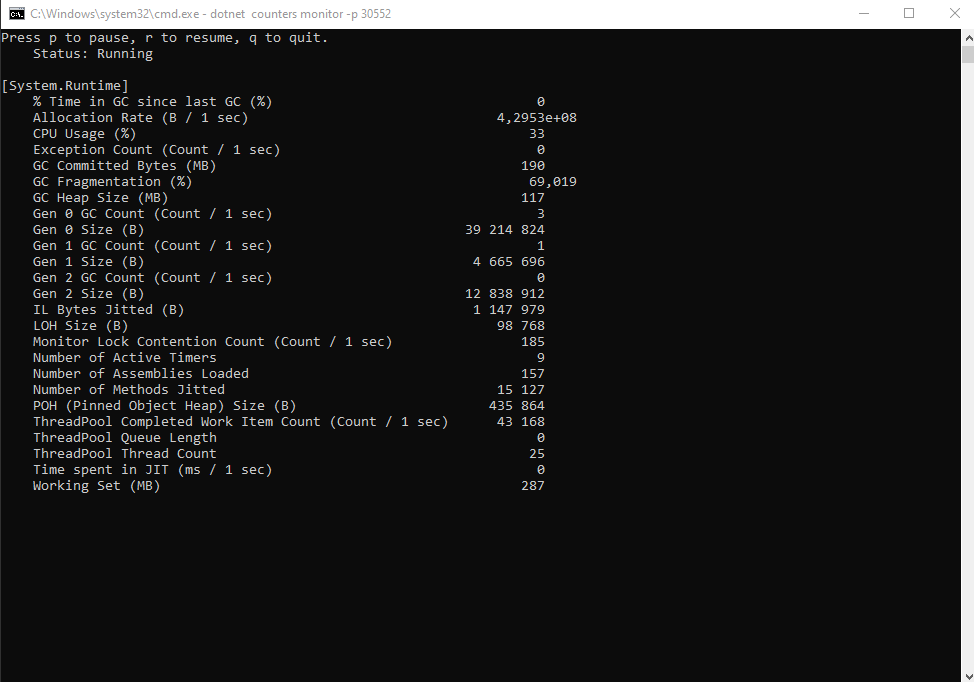 C:\Windows\system32\cmd.exe - dotnet  counters monitor -p 30552
Press p to pause, r to resume, q to quit.
    Status: Running

[System.Runtime]
    % Time in GC since last GC (%)                                 0
    Allocation Rate (B / 1 sec)                               4,2953e+08
    CPU Usage (%)                                                 33
    Exception Count (Count / 1 sec)                                0
    GC Committed Bytes (MB)                                      190
    GC Fragmentation (%)                                          69,019
    GC Heap Size (MB)                                            117
    Gen 0 GC Count (Count / 1 sec)                                 3
    Gen 0 Size (B)                                        39 214 824
    Gen 1 GC Count (Count / 1 sec)                                 1
    Gen 1 Size (B)                                         4 665 696
    Gen 2 GC Count (Count / 1 sec)                                 0
    Gen 2 Size (B)                                        12 838 912
    IL Bytes Jitted (B)                                    1 147 979
    LOH Size (B)                                              98 768
    Monitor Lock Contention Count (Count / 1 sec)                185
    Number of Active Timers                                        9
    Number of Assemblies Loaded                                  157
    Number of Methods Jitted                                  15 127
    POH (Pinned Object Heap) Size (B)                        435 864
    ThreadPool Completed Work Item Count (Count / 1 sec)      43 168
    ThreadPool Queue Length                                        0
    ThreadPool Thread Count                                       25
    Time spent in JIT (ms / 1 sec)                                 0
    Working Set (MB)                                             287